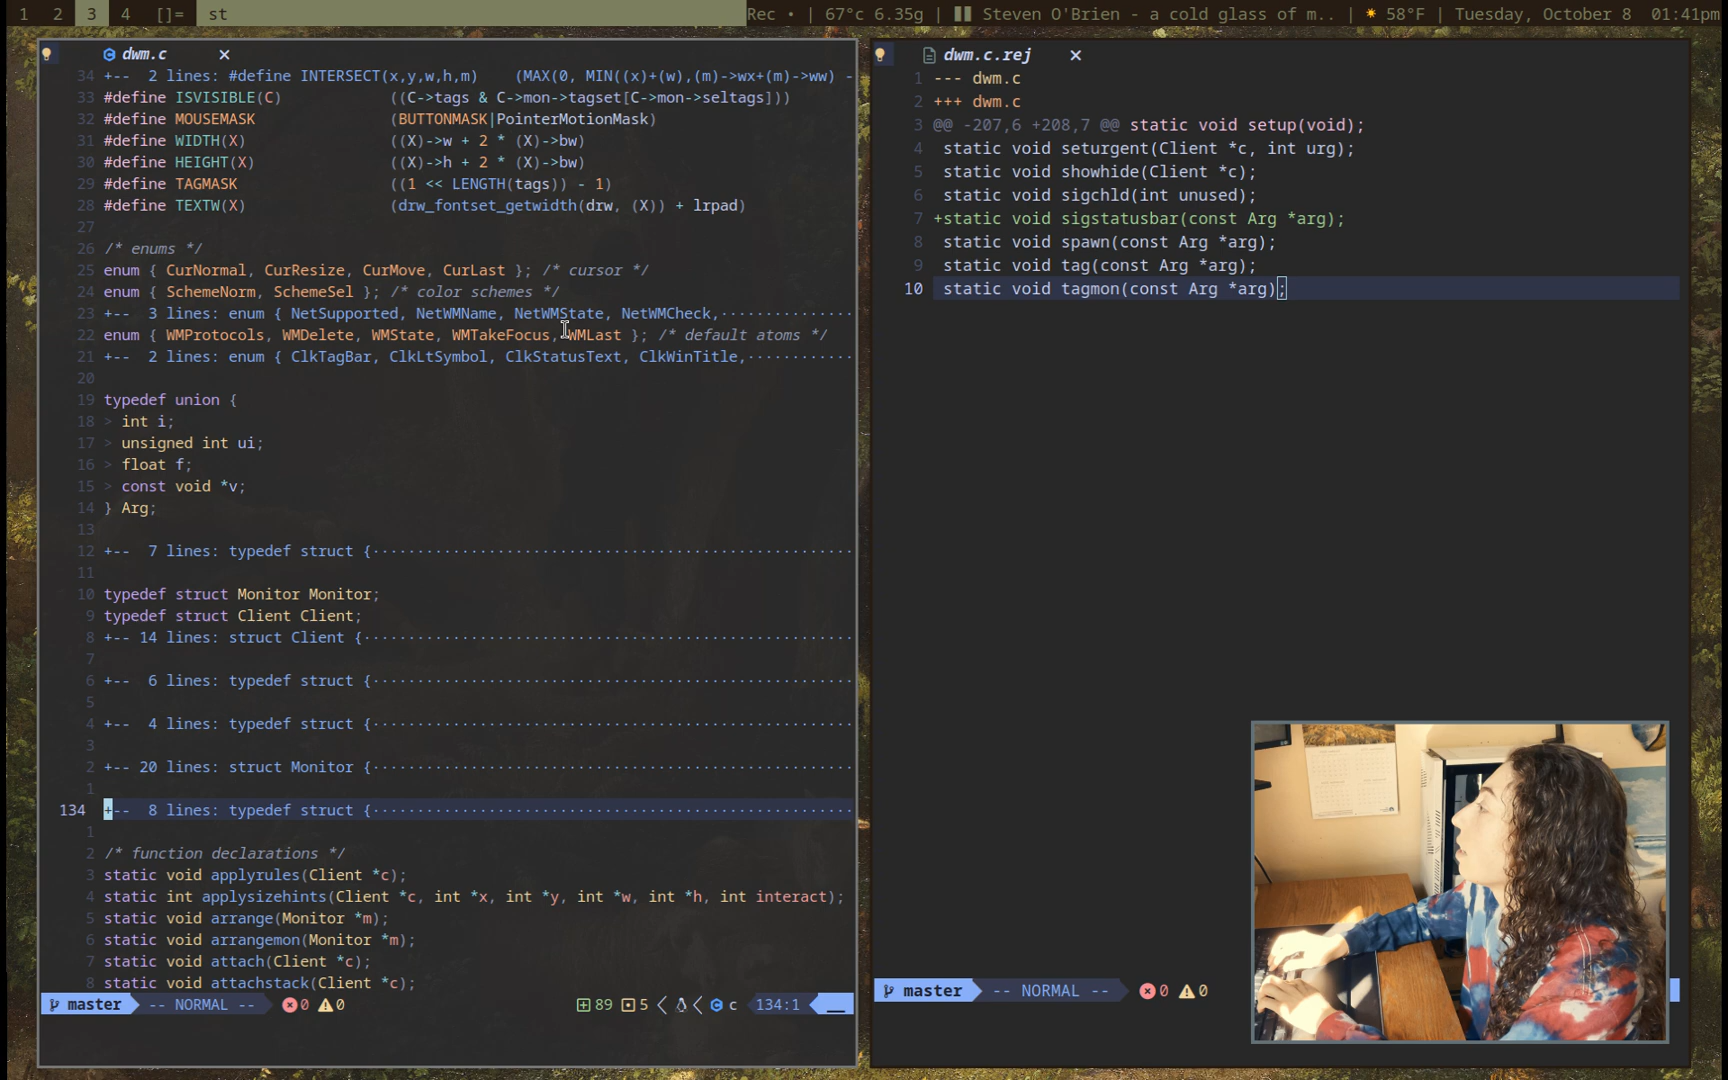 1 2 3 4 []= st Rec • | 67°c 6.35g | Steven O'Brien - a cold glass of m.. | 58°F | Tuesday, October 8 01:41pm
dwm.c ×
34 +-- 2 lines: #define INTERSECT(x,y,w,h,m) (MAX(0, MIN((x)+(w),(m)->wx+(m)->ww) -
33 #define ISVISIBLE(C) ((C->tags & C->mon->tagset[C->mon->seltags]))
32 #define MOUSEMASK (BUTTONMASK|PointerMotionMask)
31 #define WIDTH(X) ((X)->w + 2 * (X)->bw)
30 #define HEIGHT(X) ((X)->h + 2 * (X)->bw)
29 #define TAGMASK ((1 << LENGTH(tags)) - 1)
28 #define TEXTW(X) (drw_fontset_getwidth(drw, (X)) + lrpad)
27
26 /* enums */
25 enum { CurNormal, CurResize, CurMove, CurLast }; /* cursor */
24 enum { SchemeNorm, SchemeSel }; /* color schemes */
23 +-- 3 lines: enum { NetSupported, NetWMName, NetWMState, NetWMCheck,··············
22 enum { WMProtocols, WMDelete, WMState, WMTakeFocus, WMLast }; /* default atoms */
21 +-- 2 lines: enum { ClkTagBar, ClkLtSymbol, ClkStatusText, ClkWinTitle,············
20
19 typedef union {
18 > int i;
17 > unsigned int ui;
16 > float f;
15 > const void *v;
14 } Arg;
13
12 +-- 7 lines: typedef struct {······················································
11
10 typedef struct Monitor Monitor;
9 typedef struct Client Client;
8 +-- 14 lines: struct Client {·······················································
7
6 +-- 6 lines: typedef struct {······················································
5
4 +-- 4 lines: typedef struct {······················································
3
2 +-- 20 lines: struct Monitor {······················································
1
134 +-- 8 lines: typedef struct {······················································
1
2 /* function declarations */
3 static void applyrules(Client *c);
4 static int applysizehints(Client *c, int *x, int *y, int *w, int *h, int interact);
5 static void arrange(Monitor *m);
6 static void arrangemon(Monitor *m);
7 static void attach(Client *c);
8 static void attachstack(Client *c);
master -- NORMAL -- 0 0 89 5 c 134:1
dwm.c.rej ×
1 --- dwm.c
2 +++ dwm.c
3 @@ -207,6 +208,7 @@ static void setup(void);
4 static void seturgent(Client *c, int urg);
5 static void showhide(Client *c);
6 static void sigchld(int unused);
7 +static void sigstatusbar(const Arg *arg);
8 static void spawn(const Arg *arg);
9 static void tag(const Arg *arg);
10 static void tagmon(const Arg *arg);
master -- NORMAL -- 0 0